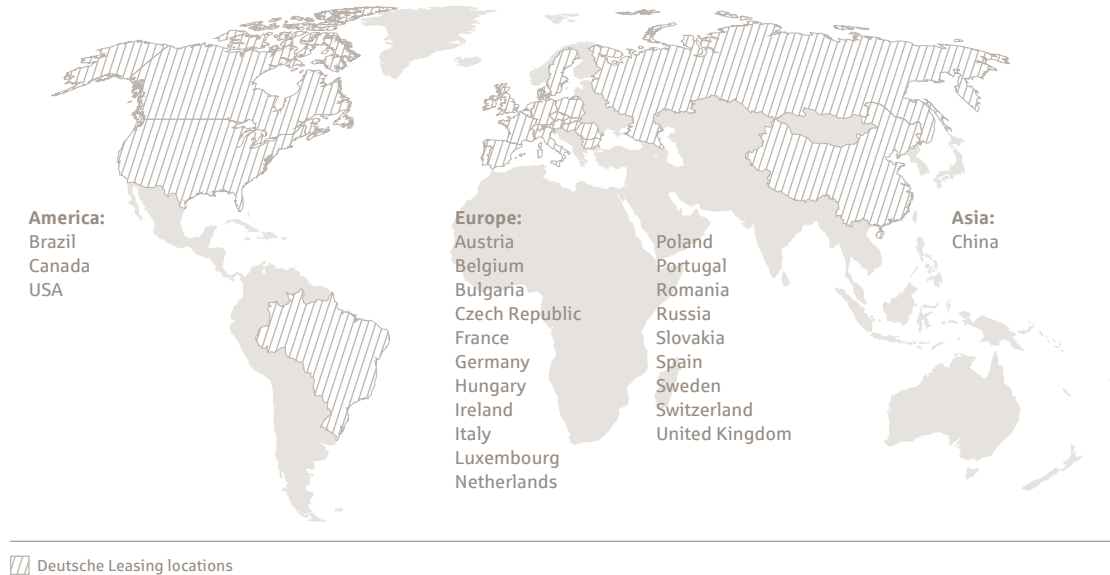 America:
Brazil
Canada
USA
Europe:
Austria
Belgium
Bulgaria
Czech Republic
France
Germany
Hungary
Ireland
Italy
Luxembourg
Netherlands
Poland
Portugal
Romania
Russia
Slovakia
Spain
Sweden
Switzerland
United Kingdom
Asia:
China
Deutsche Leasing locations